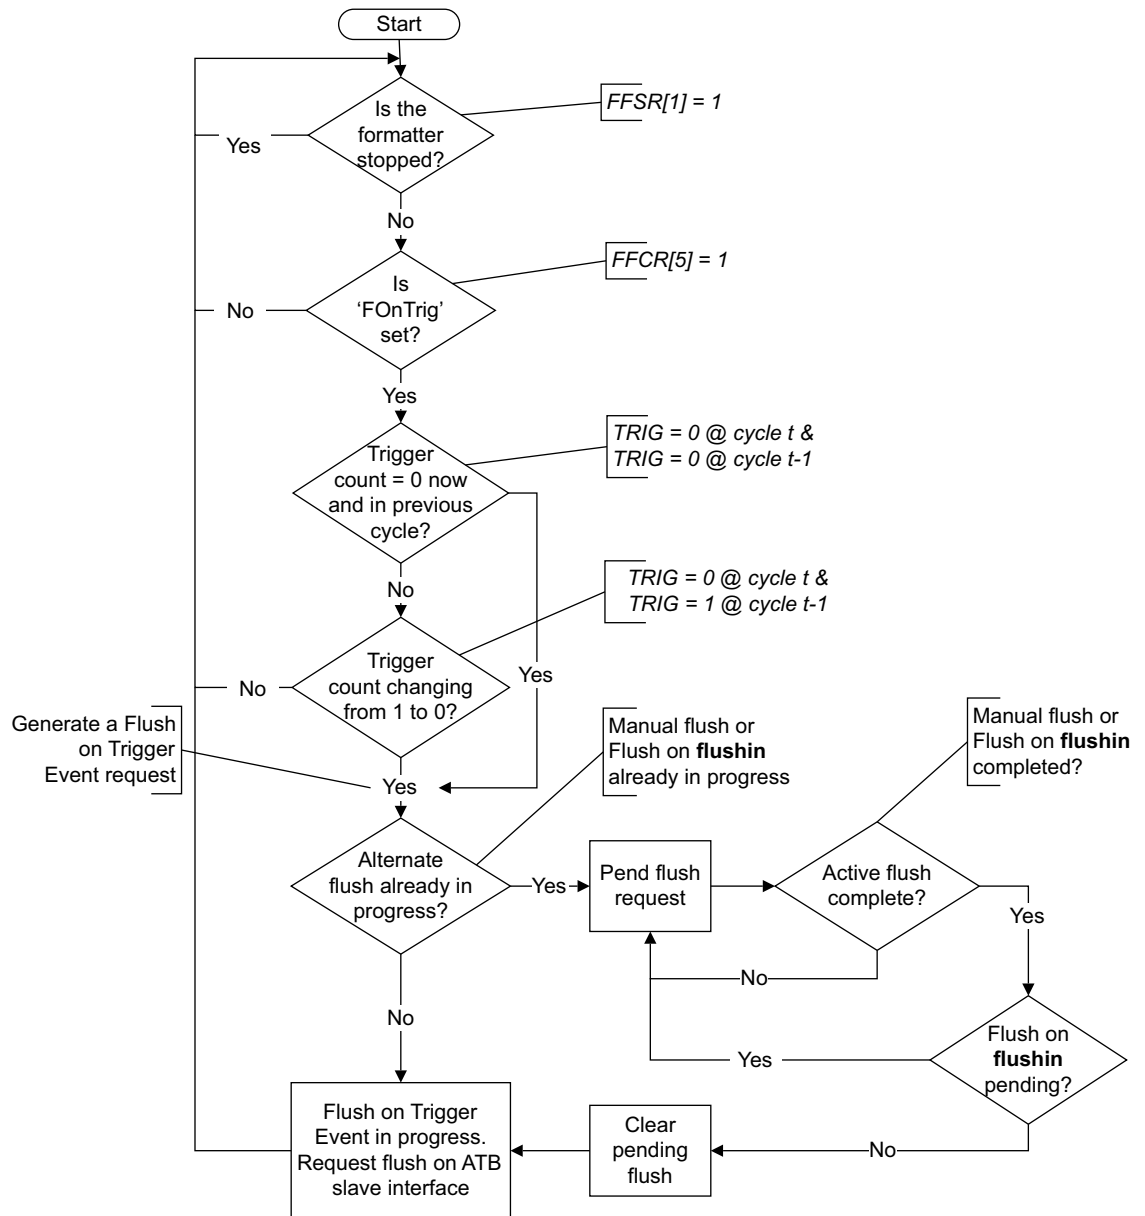 Start
Is the
formatter
stopped?
FFSR[1] = 1
Yes
No
Is
‘FOnTrig’
set?
FFCR[5] = 1
No
Yes
Trigger
count = 0 now
and in previous
cycle?
TRIG = 0 @ cycle t &
TRIG = 0 @ cycle t-1
No
Yes
Trigger
count changing
from 1 to 0?
TRIG = 0 @ cycle t &
TRIG = 1 @ cycle t-1
No
Yes
Generate a Flush
on Trigger
Event request
Alternate
flush already in
progress?
Manual flush or
Flush on flushin
already in progress
Yes
No
Pend flush
request
Active flush
complete?
Manual flush or
Flush on flushin
completed?
No
Yes
Flush on
flushin
pending?
Yes
No
Clear
pending
flush
Flush on Trigger
Event in progress.
Request flush on ATB
slave interface